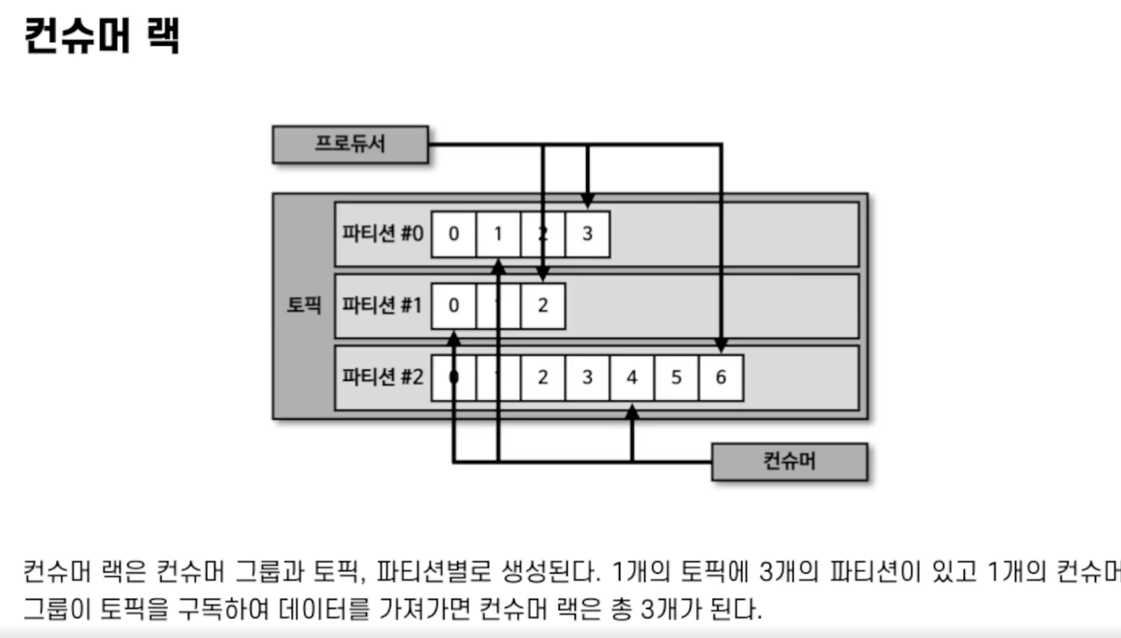 컨슈머 랙
프로듀서
토픽
파티션 #0 0 1 2 3
파티션 #1 0 2
파티션 #2 0 1 2 3 4 5 6
컨슈머
컨슈머 랙은 컨슈머 그룹과 토픽, 파티션별로 생성된다. 1개의 토픽에 3개의 파티션이 있고 1개의 컨슈머
그룹이 토픽을 구독하여 데이터를 가져가면 컨슈머 랙은 총 3개가 된다.